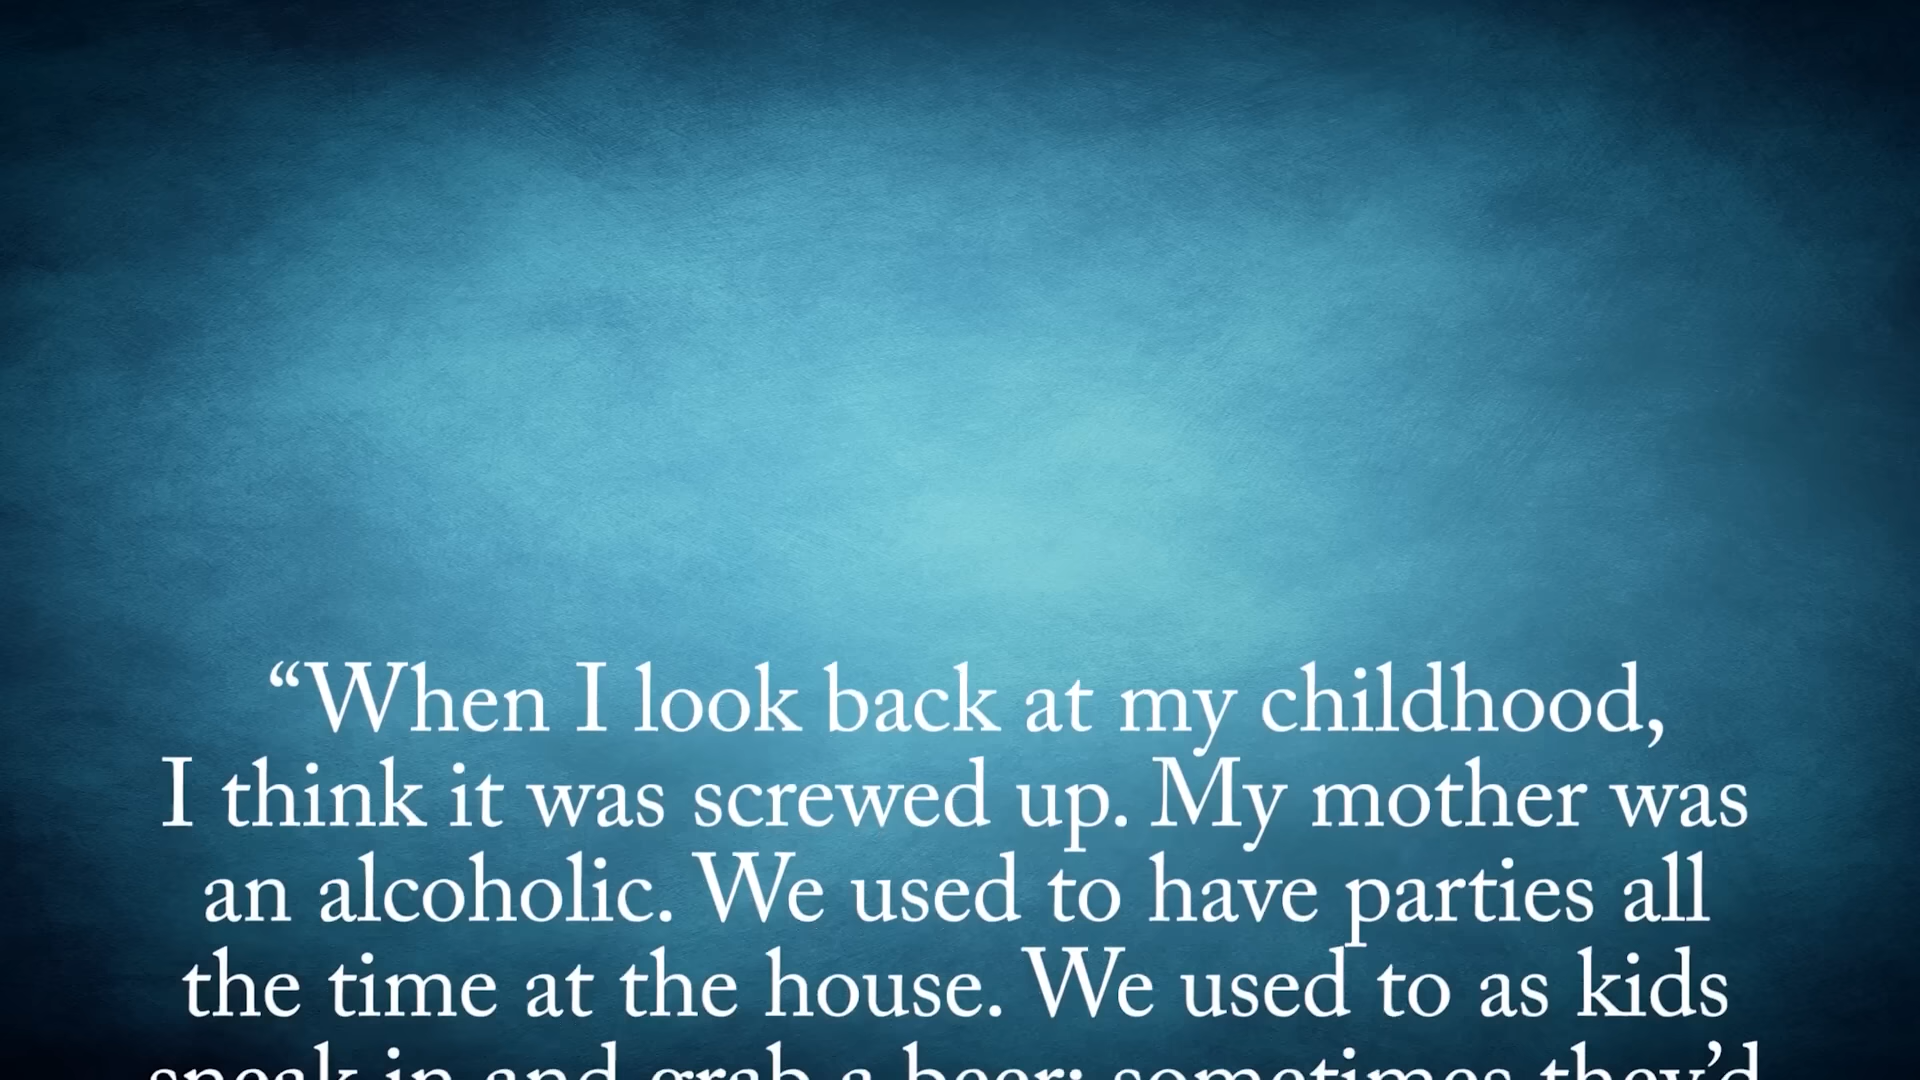 “When I look back at my childhood,
I think it was screwed up. My mother was
an alcoholic. We used to have parties all
the time at the house. We used to as kids
sneak in and grab a beer; sometimes they’d